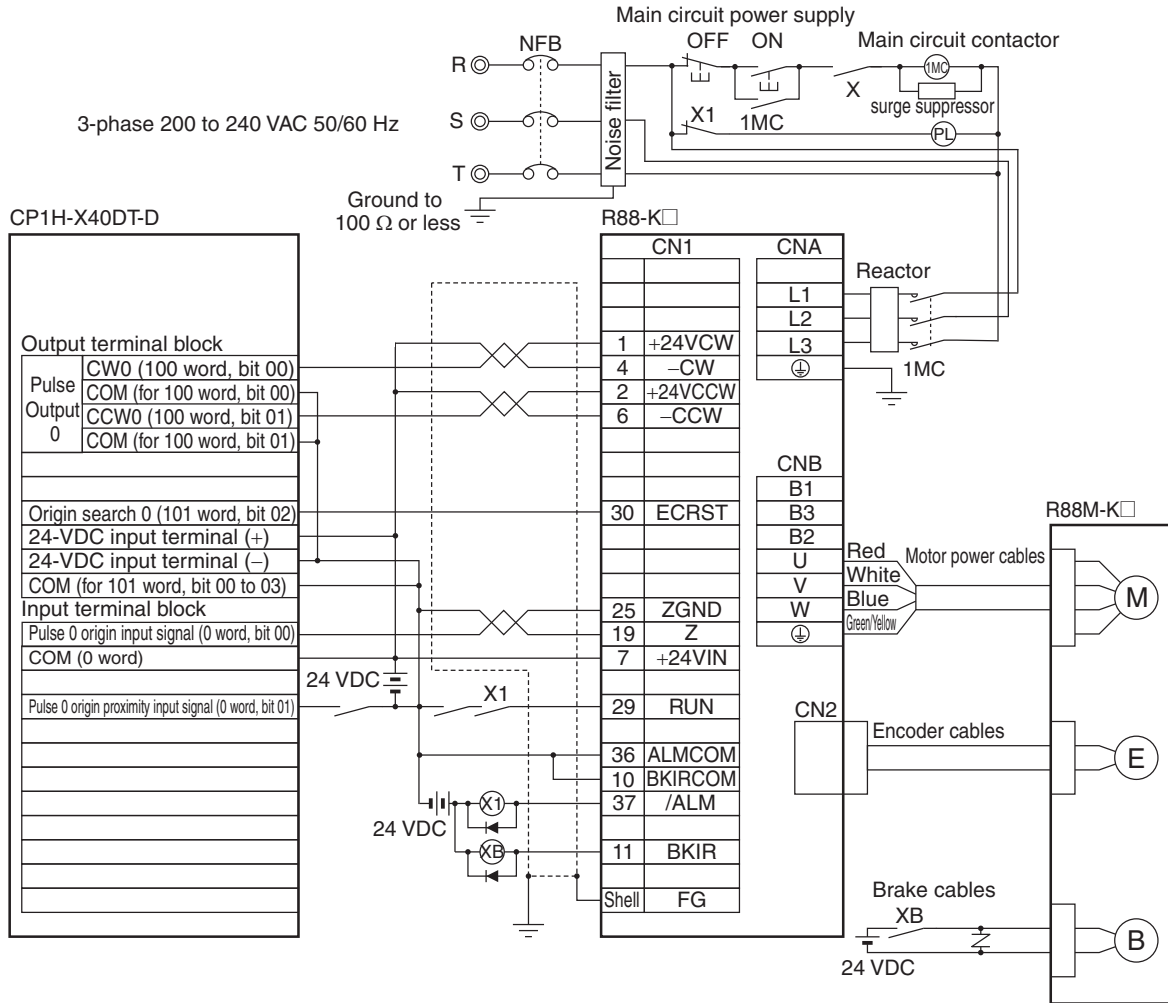 Main circuit power supply
OFF ON Main circuit contactor
NFB
R
1MC
X
surge suppressor
X1 1MC
3-phase 200 to 240 VAC 50/60 Hz
S
Noise filter
PL
T
Ground to
100 Ω or less
CP1H-X40DT-D
R88-K□
CN1 CNA
Reactor
L1
L2
L3
1MC
Output terminal block
Pulse
Output
0
CW0 (100 word, bit 00)
COM (for 100 word, bit 00)
CCW0 (100 word, bit 01)
COM (for 100 word, bit 01)
1 +24VCW
4 −CW
2 +24VCCW
6 −CCW
CNB
B1
B3
B2
U
V
W
Origin search 0 (101 word, bit 02)
24-VDC input terminal (+)
24-VDC input terminal (−)
COM (for 101 word, bit 00 to 03)
30 ECRST
Red
White
Blue
Green/Yellow
Motor power cables
R88M-K□
M
Input terminal block
Pulse 0 origin input signal (0 word, bit 00)
COM (0 word)
25 ZGND
19 Z
7 +24VIN
24 VDC
Pulse 0 origin proximity input signal (0 word, bit 01)
X1
29 RUN
CN2
Encoder cables
E
36 ALMCOM
10 BKIRCOM
37 /ALM
X1
24 VDC
XB
11 BKIR
Shell FG
Brake cables
XB
B
24 VDC